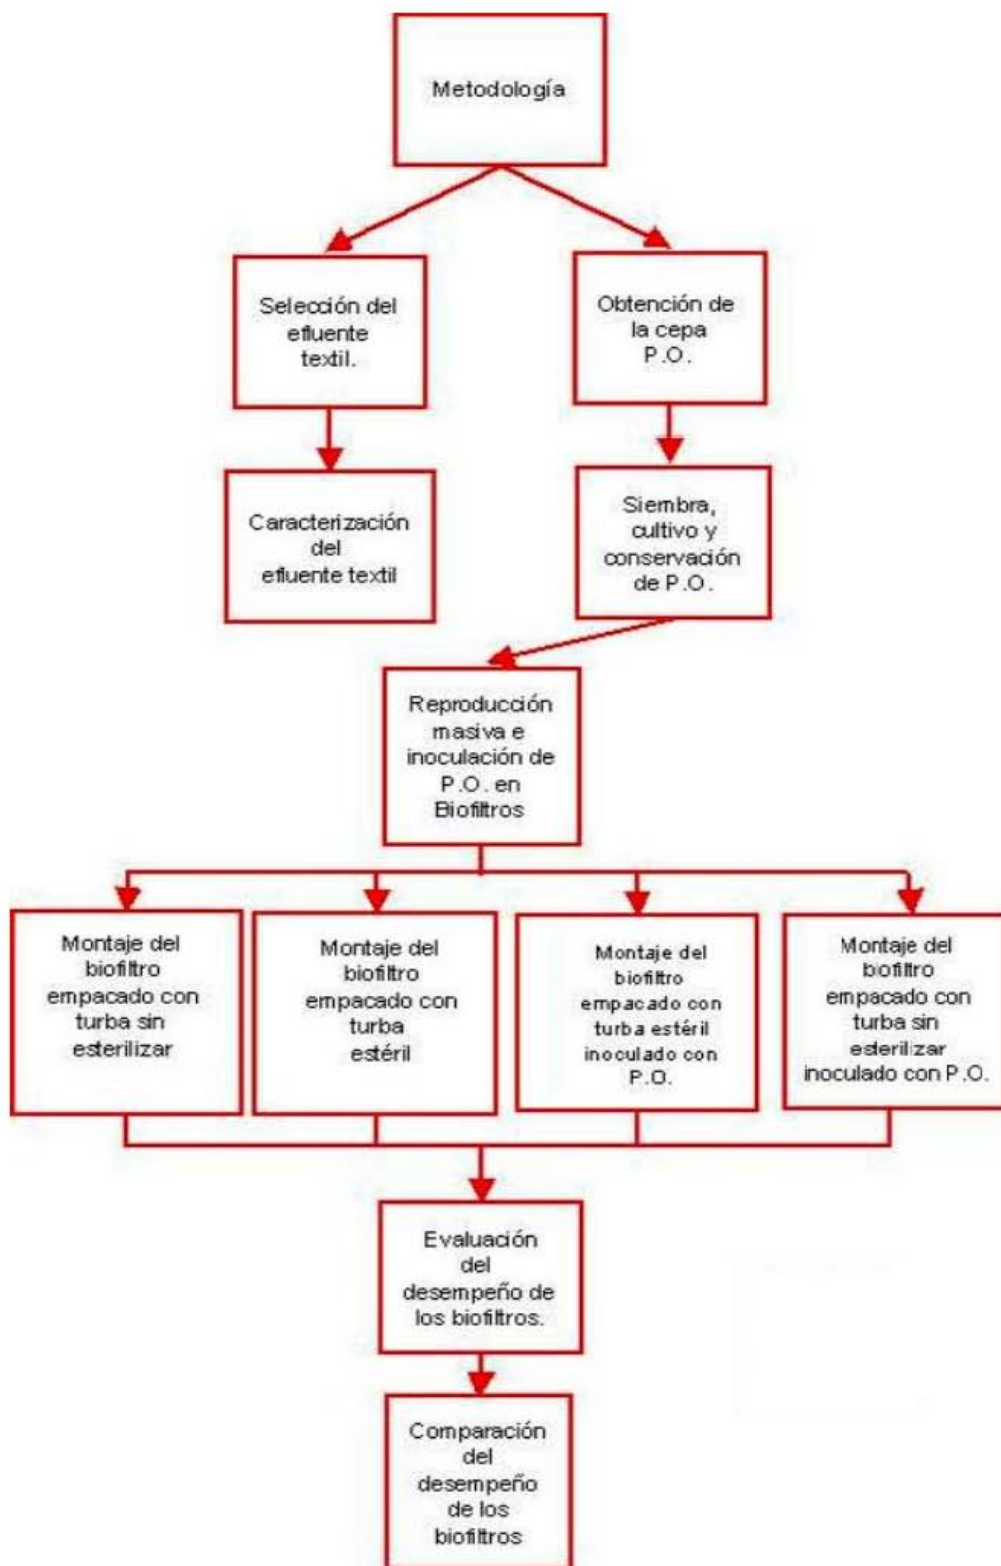 Metodología
Selección del
efluente
textil.
Obtención de
la cepa
P.O.
Caracterización
del
efluente textil
Siembra,
cultivo y
conservación
de P.O.
Reproducción
masiva e
inoculación de
P.O. en
Biofiltros
Montaje del
biofiltro
empacado con
turba sin
esterilizar
Montaje del
biofiltro
empacado con
turba
estéril
Montaje del
biofiltro
empacado con
turba estéril
inoculado con
P.O.
Montaje del
biofiltro
empacado con
turba sin
esterilizar
inoculado con P.O.
Evaluación
del
desempeño de
los biofiltros.
Comparación
del
desempeño
de los
biofiltros